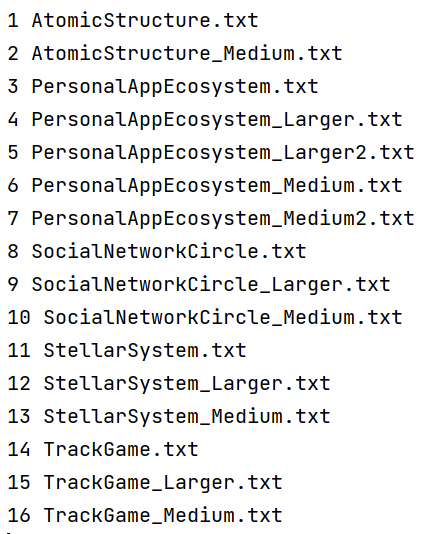 1 AtomicStructure.txt
2 AtomicStructure_Medium.txt
3 PersonalAppEcosystem.txt
4 PersonalAppEcosystem_Larger.txt
5 PersonalAppEcosystem_Larger2.txt
6 PersonalAppEcosystem_Medium.txt
7 PersonalAppEcosystem_Medium2.txt
8 SocialNetworkCircle.txt
9 SocialNetworkCircle_Larger.txt
10 SocialNetworkCircle_Medium.txt
11 StellarSystem.txt
12 StellarSystem_Larger.txt
13 StellarSystem_Medium.txt
14 TrackGame.txt
15 TrackGame_Larger.txt
16 TrackGame_Medium.txt